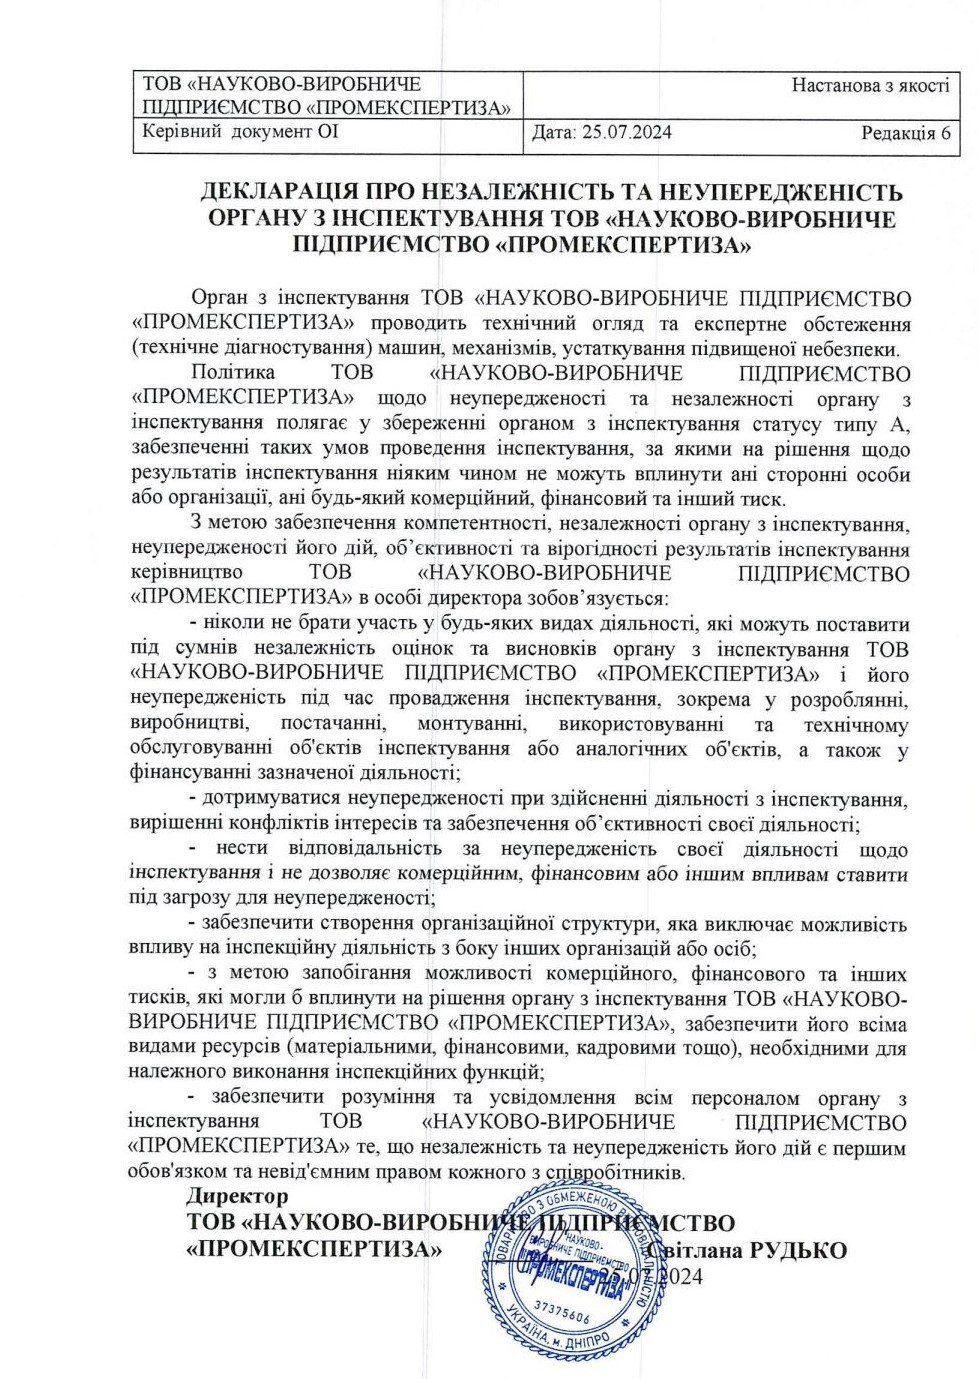 ТОВ «НАУКОВО-ВИРОБНИЧЕ
ПІДПРИЄМСТВО «ПРОМЕКСПЕРТИЗА»
Настанова з якості
Керівний документ ОІ
Дата: 25.07.2024
Редакція 6
ДЕКЛАРАЦІЯ ПРО НЕЗАЛЕЖНІСТЬ ТА НЕУПЕРЕДЖЕНІСТЬ
ОРГАНУ З ІНСПЕКТУВАННЯ ТОВ «НАУКОВО-ВИРОБНИЧЕ
ПІДПРИЄМСТВО «ПРОМЕКСПЕРТИЗА»
Орган з інспектування ТОВ «НАУКОВО-ВИРОБНИЧЕ ПІДПРИЄМСТВО
«ПРОМЕКСПЕРТИЗА» проводить технічний огляд та експертне обстеження
(технічне діагностування) машин, механізмів, устаткування підвищеної небезпеки.
Політика ТОВ «НАУКОВО-ВИРОБНИЧЕ ПІДПРИЄМСТВО
«ПРОМЕКСПЕРТИЗА» щодо неупередженості та незалежності органу з
інспектування полягає у збереженні органом з інспектування статусу типу А,
забезпеченні таких умов проведення інспектування, за якими на рішення щодо
результатів інспектування ніяким чином не можуть вплинути ані сторонні особи
або організації, ані будь-який комерційний, фінансовий та інший тиск.
З метою забезпечення компетентності, незалежності органу з інспектування,
неупередженості його дій, об’єктивності та вірогідності результатів інспектування
керівництво ТОВ «НАУКОВО-ВИРОБНИЧЕ ПІДПРИЄМСТВО
«ПРОМЕКСПЕРТИЗА» в особі директора зобов’язується:
- ніколи не брати участь у будь-яких видах діяльності, які можуть поставити
під сумнів незалежність оцінок та висновків органу з інспектування ТОВ
«НАУКОВО-ВИРОБНИЧЕ ПІДПРИЄМСТВО «ПРОМЕКСПЕРТИЗА» і його
неупередженість під час провадження інспектування, зокрема у розроблянні,
виробництві, постачанні, монтуванні, використовуванні та технічному
обслуговуванні об'єктів інспектування або аналогічних об'єктів, а також у
фінансуванні зазначеної діяльності;
- дотримуватися неупередженості при здійсненні діяльності з інспектування,
вирішенні конфліктів інтересів та забезпечення об’єктивності своєї діяльності;
- нести відповідальність за неупередженість своєї діяльності щодо
інспектування і не дозволяє комерційним, фінансовим або іншим впливам ставити
під загрозу для неупередженості;
- забезпечити створення організаційної структури, яка виключає можливість
впливу на інспекційну діяльність з боку інших організацій або осіб;
- з метою запобігання можливості комерційного, фінансового та інших
тисків, які могли б вплинути на рішення органу з інспектування ТОВ «НАУКОВО-
ВИРОБНИЧЕ ПІДПРИЄМСТВО «ПРОМЕКСПЕРТИЗА», забезпечити його всіма
видами ресурсів (матеріальними, фінансовими, кадровими тощо), необхідними для
належного виконання інспекційних функцій;
- забезпечити розуміння та усвідомлення всім персоналом органу з
інспектування ТОВ «НАУКОВО-ВИРОБНИЧЕ ПІДПРИЄМСТВО
«ПРОМЕКСПЕРТИЗА» те, що незалежність та неупередженість його дій є першим
обов'язком та невід'ємним правом кожного з співробітників.
Директор
ТОВ «НАУКОВО-ВИРОБНИЧЕ ПІДПРИЄМСТВО
«ПРОМЕКСПЕРТИЗА» Світлана РУДЬКО
25.07.2024
ТОВАРИСТВО З ОБМЕЖЕНОЮ ВІДПОВІДАЛЬНІСТЮ
НАУКОВО-
ВИРОБНИЧЕ ПІДПРИЄМСТВО
"ПРОМЕКСПЕРТИЗА"
37375606
УКРАЇНА, м. ДНІПРО